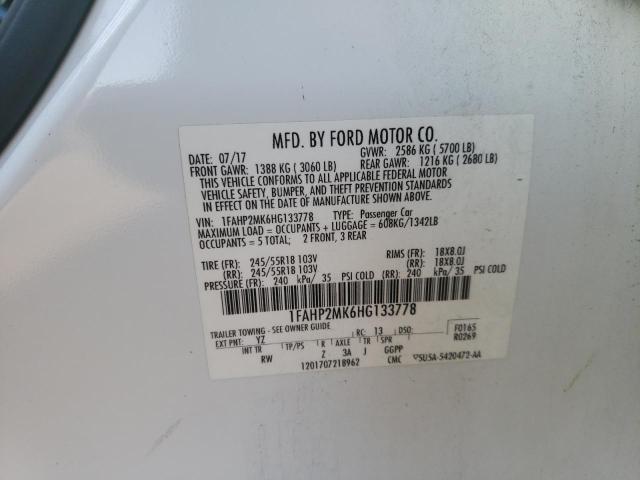 MFD. BY FORD MOTOR CO.
DATE: 07/17 GVWR: 2586 KG ( 5700 LB)
FRONT GAWR: 1388 KG ( 3060 LB) REAR GAWR: 1216 KG ( 2680 LB)
THIS VEHICLE CONFORMS TO ALL APPLICABLE FEDERAL MOTOR
VEHICLE SAFETY, BUMPER, AND THEFT PREVENTION STANDARDS
IN EFFECT ON THE DATE OF MANUFACTURE SHOWN ABOVE.
VIN: 1FAHP2MK6HG133778 TYPE: Passenger Car
MAXIMUM LOAD = OCCUPANTS + LUGGAGE = 608KG/1342LB
OCCUPANTS = 5 TOTAL: 2 FRONT, 3 REAR
TIRE (FR): 245/55R18 103V RIMS (FR): 18X8.0J
(RR): 245/55R18 103V (RR): 18X8.0J
PRESSURE (FR): 240 kPa/ 35 PSI COLD (RR): 240 kPa/ 35 PSI COLD
1FAHP2MK6HG133778
TRAILER TOWING - SEE OWNER GUIDE
EXT PNT: YZ RC: 13 DSO: F0165
INT TR TP/PS R AXLE TR SPR R0269
RW Z 3A J GGPP
1201707218962 CMC 5U5A-5420472-AA